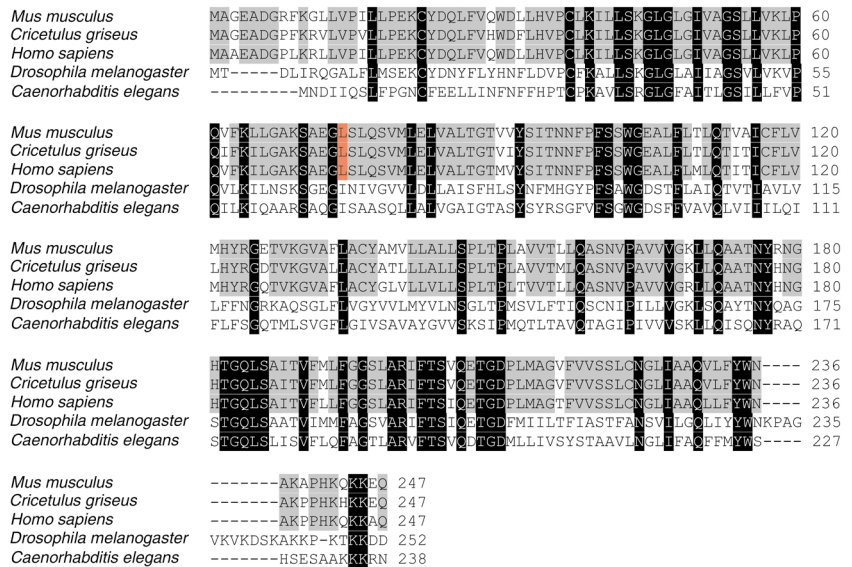 Mus musculus MAGEADGRFKGLLVPILLPEKCYDQLFVQWDLLHVPCLKILLSKGLGLGIVAGSLLVKLP 60
Cricetulus griseus MAGEADGPFKRVLVPVLLPEKCYDQLFVHWDFLHVPCLKILLSKGLGLGIVAGSLLVKLP 60
Homo sapiens MAAEADGPLKRLLVPILLPEKCYDQLFVQWDLLHVPCLKILLSKGLGLGIVAGSLLVKLP 60
Drosophila melanogaster MT------DLIRQGALFLMSEKCYDNYFLYHNFLDVPCFKALLSKGLGLAIIAGSVLVKVP 55
Caenorhabditis elegans ---------MNDIIQSLFPGNCFEELLINFNFFHPTCPKAVLSRGLGFAITLGSILLFVP 51
Mus musculus QVFKLLGAKSAEGLSLQSVMLELVALTGTVVYSITNNFPFSSWGEALFLTLQTVAICFLV 120
Cricetulus griseus QIFKLLGAKSAEGLSLQSVMLELVALTGTVVYSITNNFPFSSWGEALFLTLQTITICFLV 120
Homo sapiens QVFKILGAKSAEGLSLQSVMLELVALTGTMVYSITNNFPFSSWGEALFLMLQTITICFLV 120
Drosophila melanogaster QVLKILNSKSGEGINIVGVVLDLLAISFHLSYNFMHGYPFSAWGDSTFLAIQTVTIAVLV 115
Caenorhabditis elegans QILKIQAARSAQGISAASQLLALVGAIGTASYSYRSGFVFSGWGDSFFVAVQLVIIILQI 111
Mus musculus MHYRGETVKGVAFLACYAMVLLALLSPLTPLAVVTLLQASNVPAVVVGKLLQAATNYRNG 180
Cricetulus griseus LHYRGDTVKGVALLACYATLLLALLSPLTPLAVVTMLQASNVPAVVVGKLLQAATNYHNG 180
Homo sapiens MHYRGQTVKGVAFLACYGLVLLVLLSPLTPLTVVTLLQASNVPAVVVGRLLQAATNYHNG 180
Drosophila melanogaster LFFNGRKAQSGLFLVGYVVLMYVLNSGLTPMSVLFTIQSCNIPILLVGKLSQAYTNYQAG 175
Caenorhabditis elegans FLFSGQTMLSVGFLGIVSAVAYGVVSKSIPMQTLTAVQTAGIPIVVVSKLLQISQNYRAQ 171
Mus musculus HTGQLSAITVFMLFGGSLARIFTSVQETGDPLMAGVFVVSSLCNGLIAAQVLFYWN---- 236
Cricetulus griseus HTGQLSAITVFMLFGGSLARIFTSVQETGDPLMAGVFVVSSLCNGLIAAQVLFYWN---- 236
Homo sapiens HTGQLSAITVFLLFGGSLARIFTSIQETGDPLMAGTFVVSSLCNGLIAAQLLFYWN---- 236
Drosophila melanogaster STGQLSAATVIMMFAGSVARIFTSIQETGDFMIILTFIASTFANSVILGQLIYYWNKPAG 235
Caenorhabditis elegans STGQLSLISVFLQFAGTLARVFTSVQDTGDMLLIVSYSTAAVLNGLIFAQFFMYWS---- 227
Mus musculus -------AKAPHKQKKEQ 247
Cricetulus griseus -------AKPPHKHKKEQ 247
Homo sapiens -------AKPPHKQKKAQ 247
Drosophila melanogaster VKVKDSKAKKP-KTKKDD 252
Caenorhabditis elegans -------HSESAAKKKRN 238